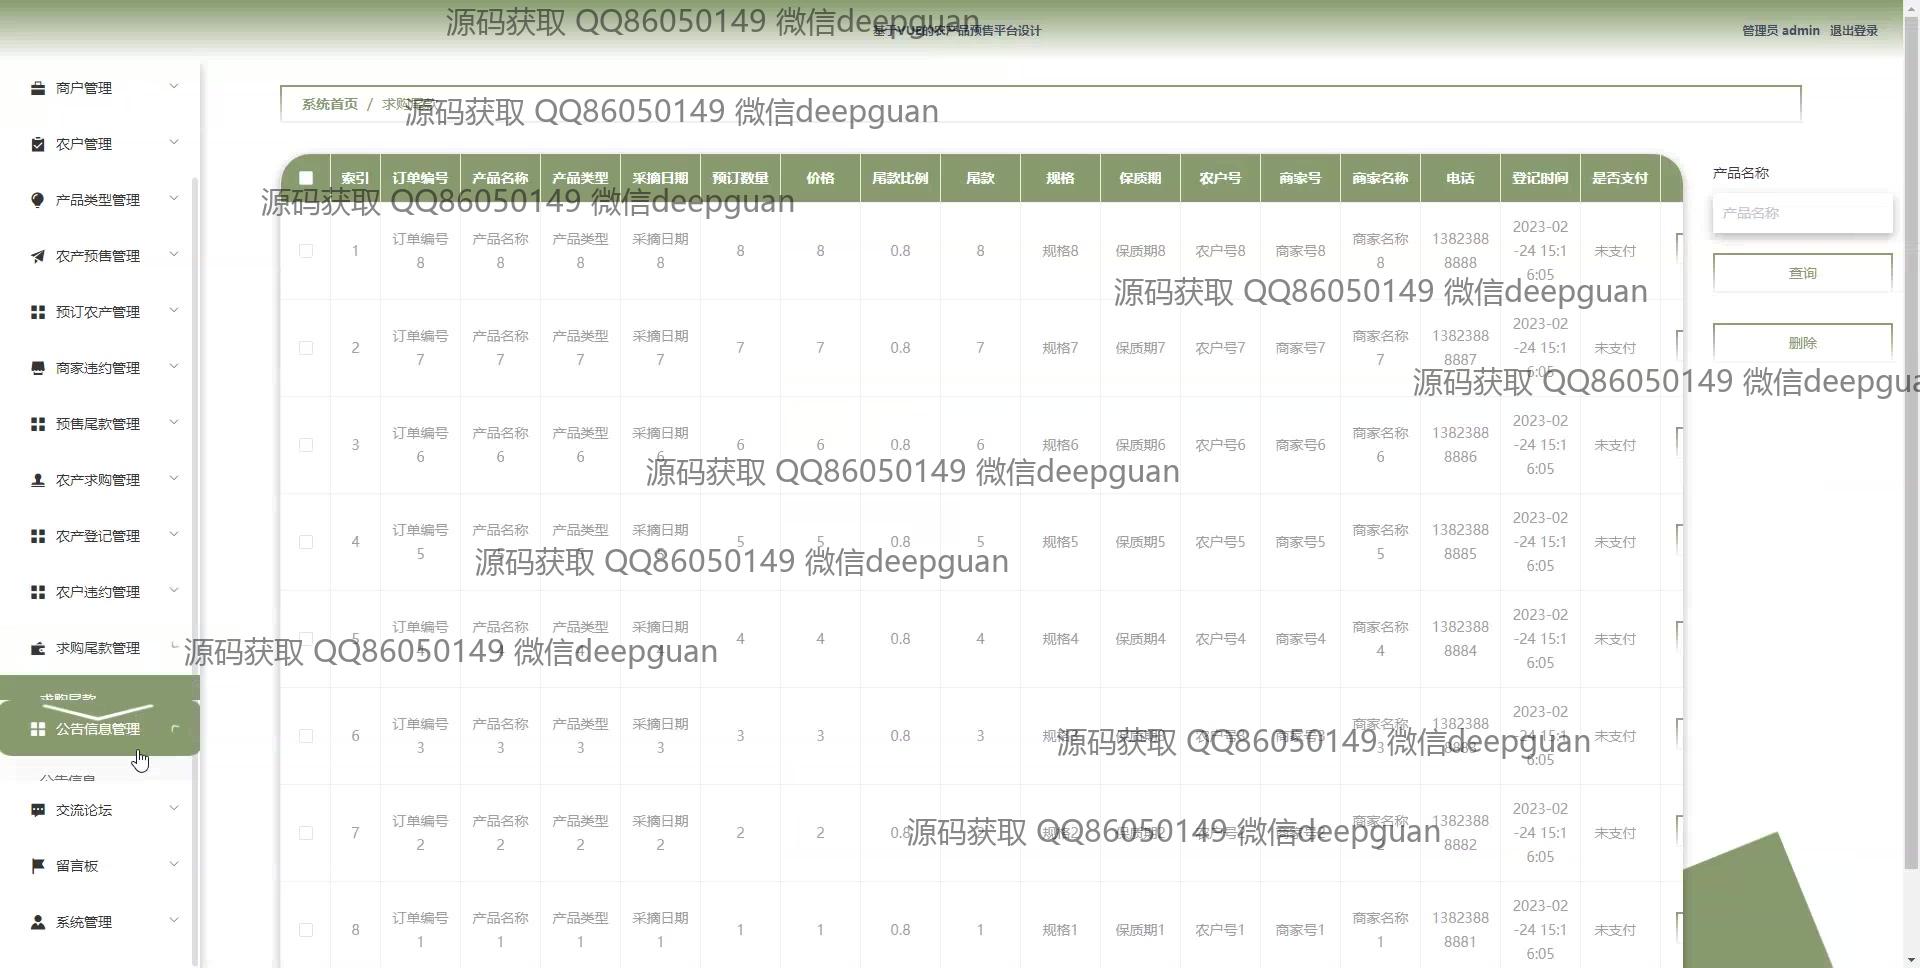 源码获取 QQ86050149 微信deepguan
基于VUE的农产品预售平台设计
管理员 admin 退出登录
商户管理
农户管理
产品类型管理
农产预售管理
预订农产管理
商家违约管理
预售尾款管理
农产求购管理
农产登记管理
农户违约管理
求购尾款管理
求购尾款
公告信息管理
公告信息
交流论坛
留言板
系统管理
系统首页 / 求购尾款
源码获取 QQ86050149 微信deepguan
索引 订单编号 产品名称 产品类型 采摘日期 预订数量 价格 尾款比例 尾款 规格 保质期 农户号 商家号 商家名称 电话 登记时间 是否支付
源码获取 QQ86050149 微信deepguan
1 订单编号8 产品名称8 产品类型8 采摘日期8 8 8 0.8 8 规格8 保质期8 农户号8 商家号8 商家名称8 13823888888 2023-02-24 15:16:05 未支付
源码获取 QQ86050149 微信deepguan
2 订单编号7 产品名称7 产品类型7 采摘日期7 7 7 0.8 7 规格7 保质期7 农户号7 商家号7 商家名称7 13823888887 2023-02-24 15:16:05 未支付
源码获取 QQ86050149 微信deepgua
3 订单编号6 产品名称6 产品类型6 采摘日期6 6 6 0.8 6 规格6 保质期6 农户号6 商家号6 商家名称6 13823888886 2023-02-24 15:16:05 未支付
源码获取 QQ86050149 微信deepguan
4 订单编号5 产品名称5 产品类型5 采摘日期5 5 5 0.8 5 规格5 保质期5 农户号5 商家号5 商家名称5 13823888885 2023-02-24 15:16:05 未支付
源码获取 QQ86050149 微信deepguan
5 订单编号4 产品名称4 产品类型4 采摘日期4 4 4 0.8 4 规格4 保质期4 农户号4 商家号4 商家名称4 13823888884 2023-02-24 15:16:05 未支付
源码获取 QQ86050149 微信deepguan
6 订单编号3 产品名称3 产品类型3 采摘日期3 3 3 0.8 3 规格3 保质期3 农户号3 商家号3 商家名称3 13823888883 2023-02-24 15:16:05 未支付
源码获取 QQ86050149 微信deepguan
7 订单编号2 产品名称2 产品类型2 采摘日期2 2 2 0.8 2 规格2 保质期2 农户号2 商家号2 商家名称2 13823888882 2023-02-24 15:16:05 未支付
源码获取 QQ86050149 微信deepguan
8 订单编号1 产品名称1 产品类型1 采摘日期1 1 1 0.8 1 规格1 保质期1 农户号1 商家号1 商家名称1 13823888881 2023-02-24 15:16:05 未支付
产品名称
产品名称
查询
删除